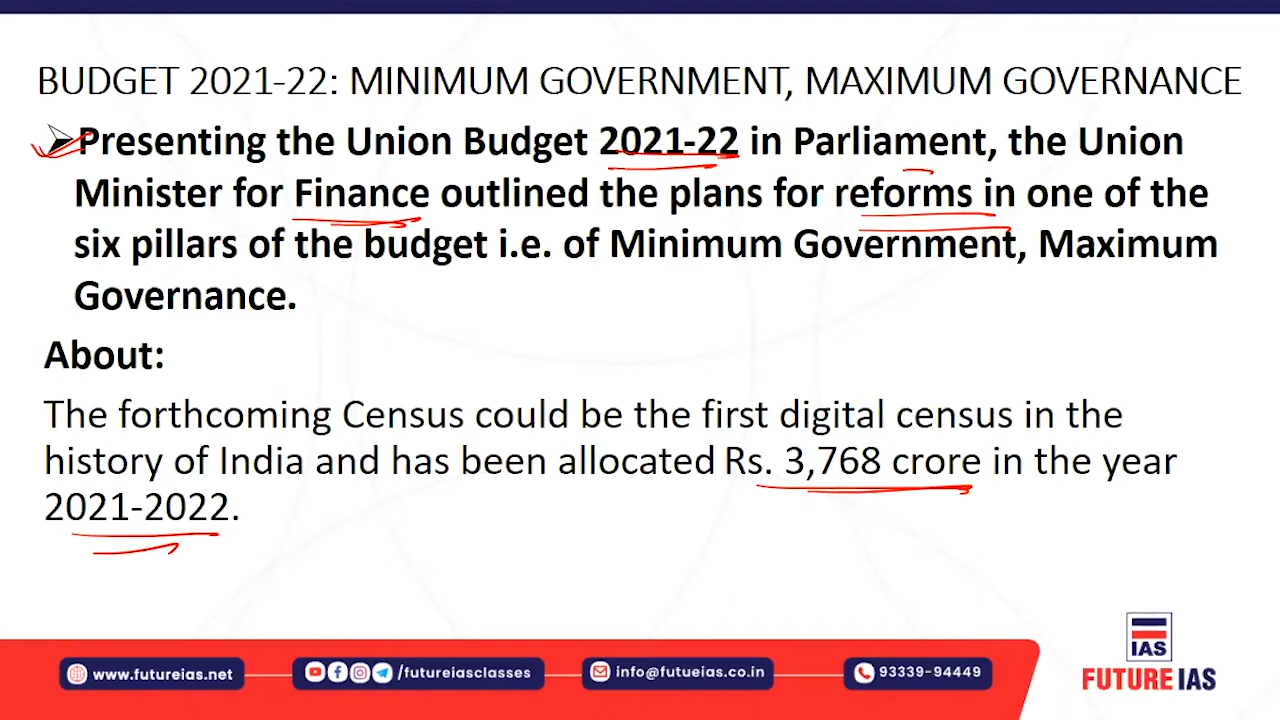 BUDGET 2021-22: MINIMUM GOVERNMENT, MAXIMUM GOVERNANCE
➢Presenting the Union Budget 2021-22 in Parliament, the Union
Minister for Finance outlined the plans for reforms in one of the
six pillars of the budget i.e. of Minimum Government, Maximum
Governance.
About:
The forthcoming Census could be the first digital census in the
history of India and has been allocated Rs. 3,768 crore in the year
2021-2022.
IAS
www.futureias.net
/futureiasclasses
info@futueias.co.in
93339-94449
FUTURE IAS